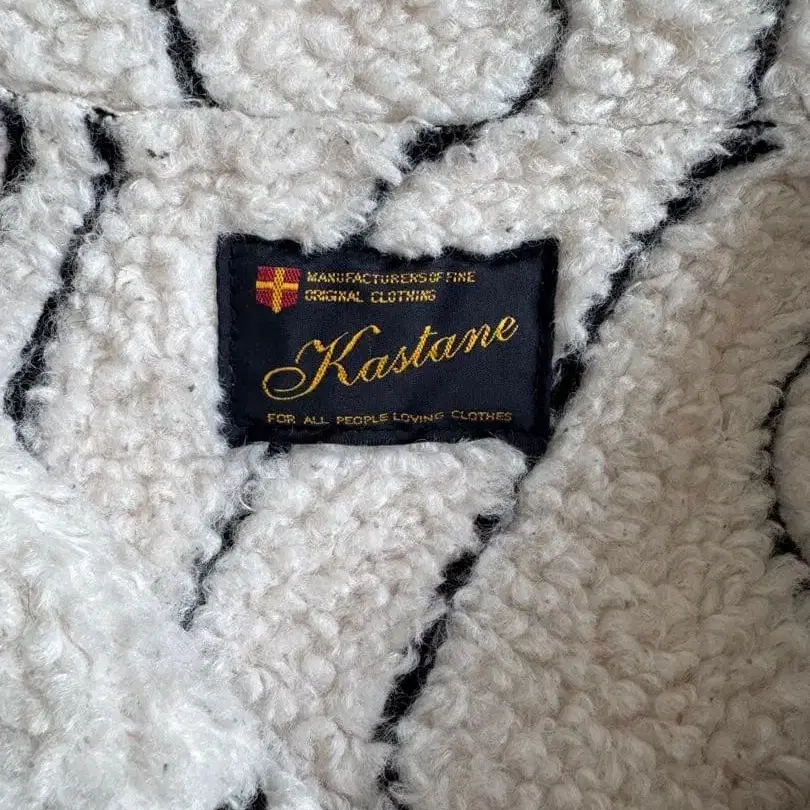 MANUFACTURERS OF FINE
ORIGINAL CLOTHING
Kastane
FOR ALL PEOPLE LOVING CLOTHES